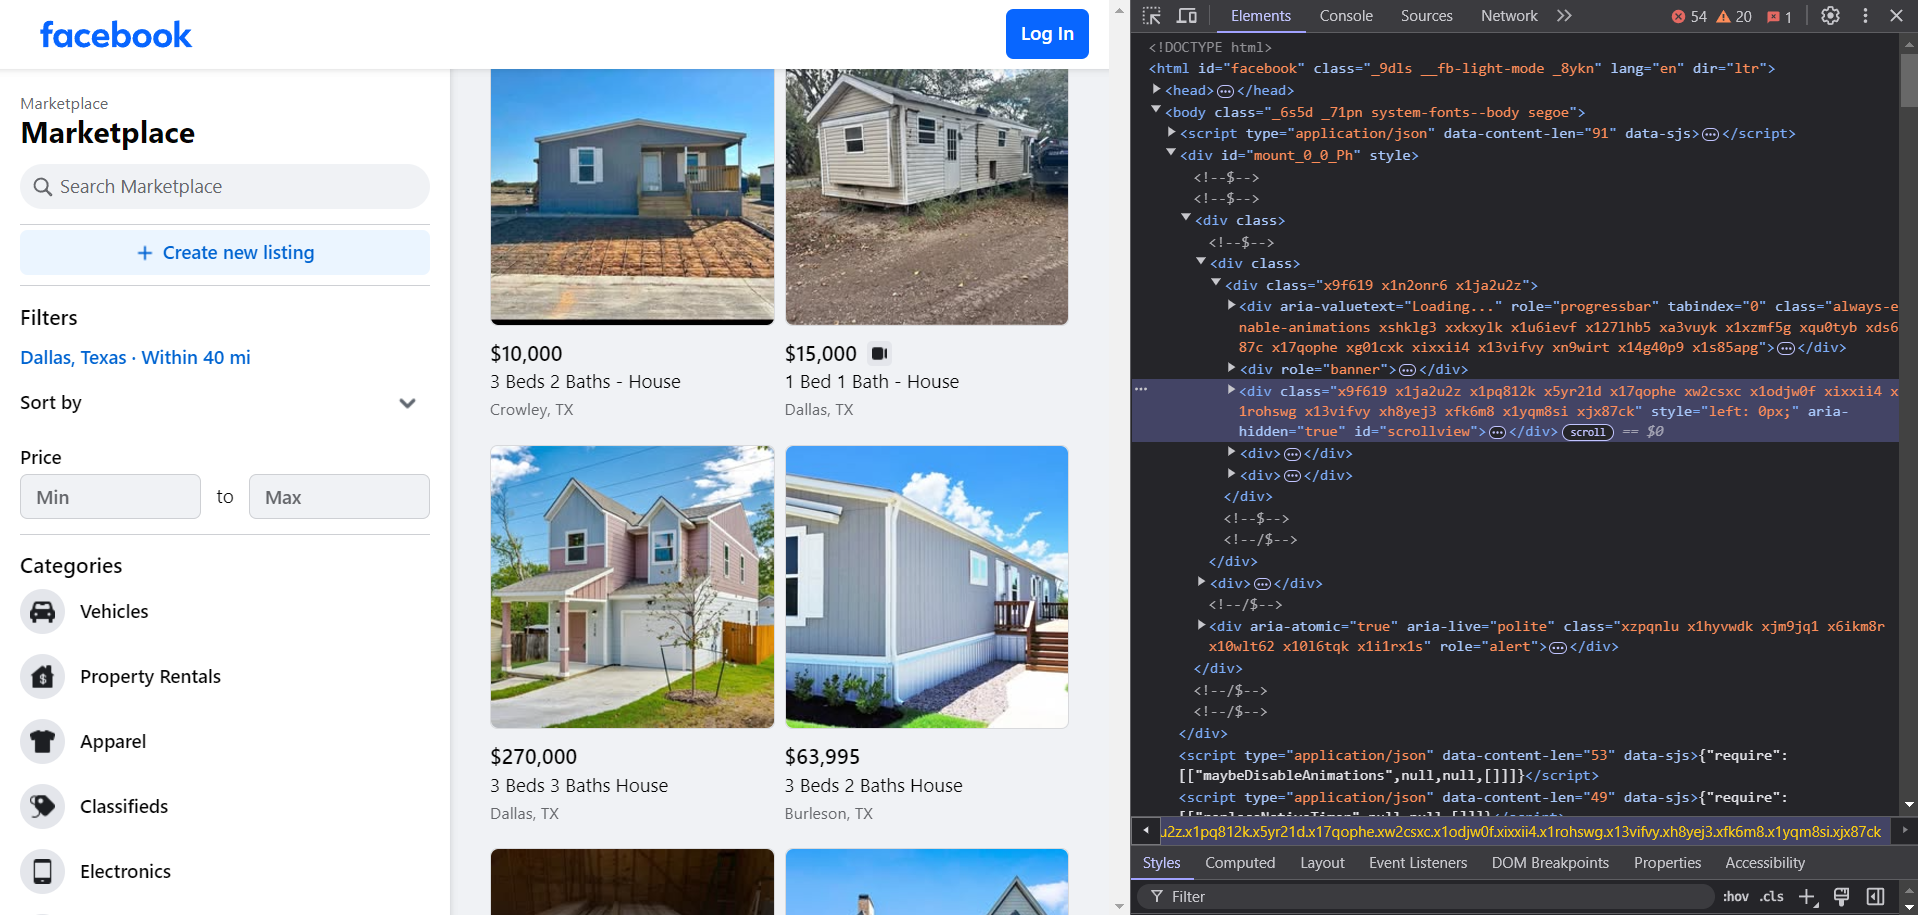 facebook
Log In
Marketplace
Marketplace
Search Marketplace
+ Create new listing
Filters
Dallas, Texas · Within 40 mi
Sort by
Price
Min to Max
Categories
Vehicles
Property Rentals
Apparel
Classifieds
Electronics
$10,000
3 Beds 2 Baths - House
Crowley, TX
$15,000
1 Bed 1 Bath - House
Dallas, TX
$270,000
3 Beds 3 Baths House
Dallas, TX
$63,995
3 Beds 2 Baths House
Burleson, TX
Elements Console Sources Network 54 20 1
<!DOCTYPE html>
<html id="facebook" class="_9dls __fb-light-mode _8ykn" lang="en" dir="ltr">
<head>…</head>
<body class="_6s5d _71pn system-fonts--body segoe">
<script type="application/json" data-content-len="91" data-sjs>…</script>
<div id="mount_0_0_Ph" style>
<!--$-->
<!--$-->
<div class>
<!--$-->
<div class>
<div class="x9f619 x1n2onr6 x1ja2u2z">
<div aria-valuetext="Loading..." role="progressbar" tabindex="0" class="always-e
nable-animations xshklg3 xxkxylk x1u6ievf x127lhb5 xa3vuyk x1xzmf5g xqu0tyb xds6
87c x17qophe xg01cxk xixxii4 x13vifvy xn9wirt x14g40p9 x1s85apg">…</div>
<div role="banner">…</div>
<div class="x9f619 x1ja2u2z x1pq812k x5yr21d x17qophe xw2csxc x1odjw0f xixxii4 x
1rohswg x13vifvy xh8yej3 xfk6m8 x1yqm8si xjx87ck" style="left: 0px;" aria-
hidden="true" id="scrollview">…</div> scroll == $0
<div>…</div>
<div>…</div>
</div>
<!--$-->
<!--/$-->
</div>
<div>…</div>
<!--/$-->
<div aria-atomic="true" aria-live="polite" class="xzpqnlu x1hyvwdk xjm9jq1 x6ikm8r
x10wlt62 x10l6tqk x1i1rx1s" role="alert">…</div>
</div>
<!--/$-->
<!--/$-->
</div>
<script type="application/json" data-content-len="53" data-sjs>{"require":
[["maybeDisableAnimations",null,null,[]]]}</script>
<script type="application/json" data-content-len="49" data-sjs>{"require":
u2z.x1pq812k.x5yr21d.x17qophe.xw2csxc.x1odjw0f.xixxii4.x1rohswg.x13vifvy.xh8yej3.xfk6m8.x1yqm8si.xjx87ck
Styles Computed Layout Event Listeners DOM Breakpoints Properties Accessibility
Filter :hov .cls